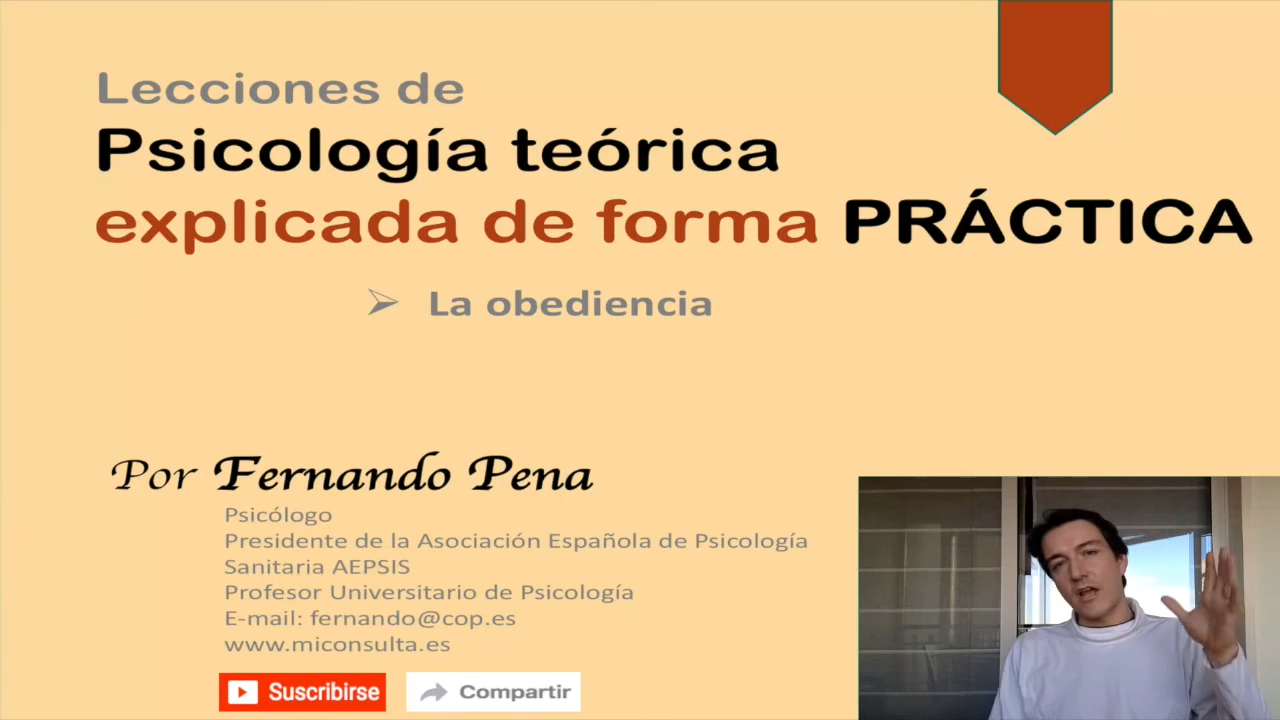 Lecciones de
Psicología teórica
explicada de forma PRÁCTICA
La obediencia
Por Fernando Pena
Psicólogo
Presidente de la Asociación Española de Psicología
Sanitaria AEPSIS
Profesor Universitario de Psicología
E-mail: fernando@cop.es
www.miconsulta.es
Suscribirse
Compartir